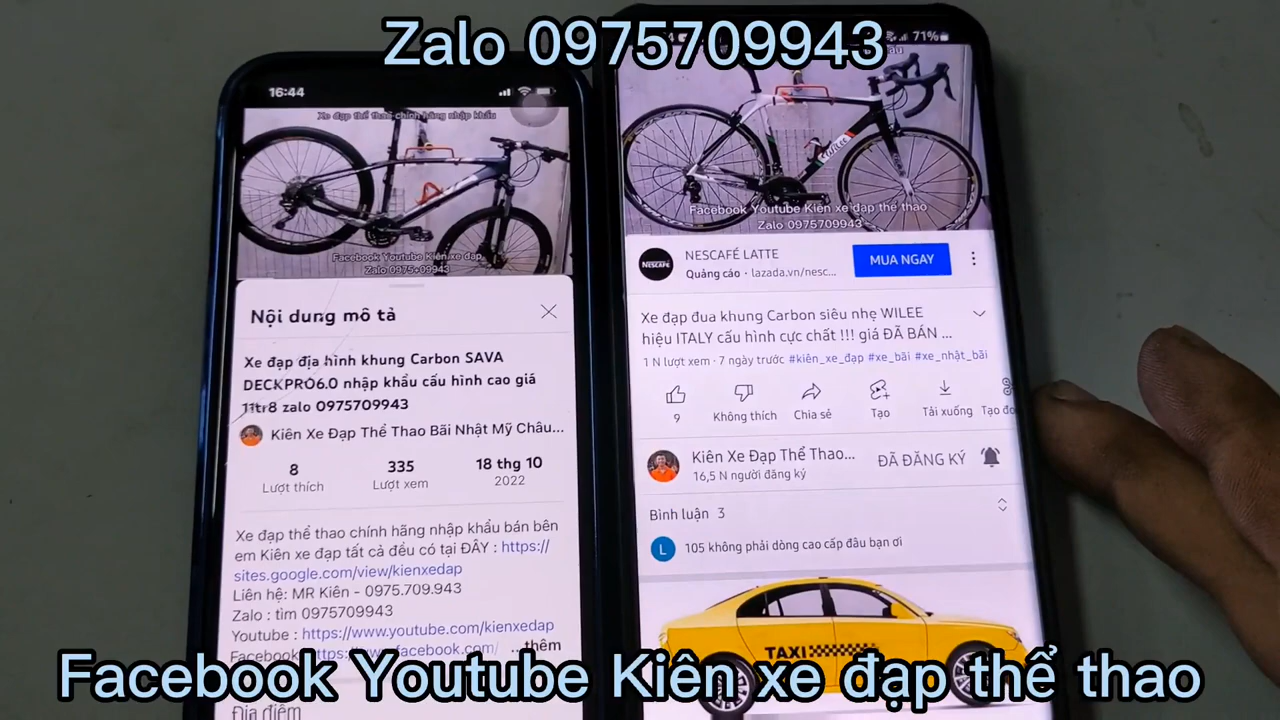 Zalo 0975709943
16:44
Xe đạp thể thao chính hãng nhập khẩu
Facebook Youtube Kiên xe đạp
Nội dung mô tả
Xe đạp địa hình khung Carbon SAVA
DECKPRO6.0 nhập khẩu cấu hình cao giá
11tr8 zalo 0975709943
Kiên Xe Đạp Thể Thao Bãi Nhật Mỹ Châu...
8
Lượt thích
335
Lượt xem
18 thg 10
2022
Xe đạp thể thao chính hãng nhập khẩu bán bên
em Kiên xe đạp tất cả đều có tại ĐÂY : https://
sites.google.com/view/kienxedap
Liên hệ: MR Kiên - 0975.709.943
Zalo : tìm 0975709943
Youtube : https://www.youtube.com/kienxedap
Facebook https://www.facebook.com/ ...thêm
Địa điểm
71%
Facebook Youtube Kiên xe đạp thể thao
Zalo 0975709943
NESCAFÉ
NESCAFÉ LATTE
Quảng cáo · lazada.vn/nesc...
MUA NGAY
Xe đạp đua khung Carbon siêu nhẹ WILEE
hiệu ITALY cấu hình cực chất !!! giá ĐÃ BÁN ...
1 N lượt xem · 7 ngày trước #kiên_xe_đạp #xe_bãi #xe_nhật_bãi
9
Không thích
Chia sẻ
Tạo
Tải xuống
Tạo đo
Kiên Xe Đạp Thể Thao...
16,5 N người đăng ký
ĐÃ ĐĂNG KÝ
Bình luận 3
L
105 không phải dòng cao cấp đâu bạn ơi
TAXI
Facebook Youtube Kiên xe đạp thể thao